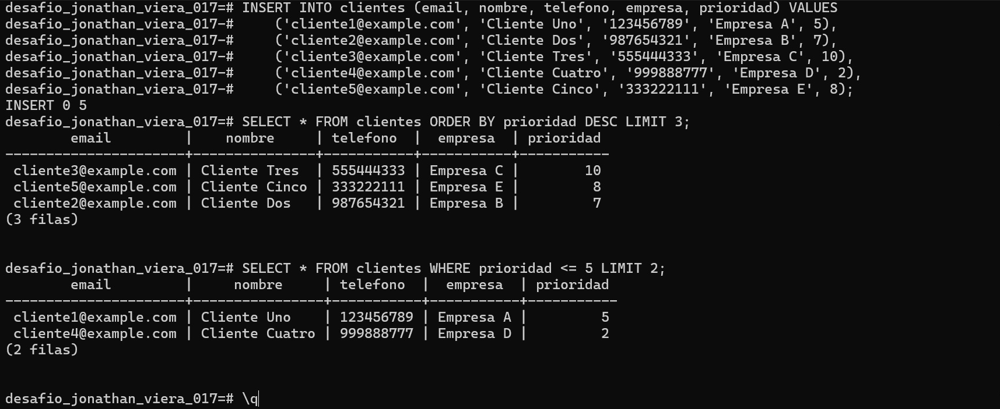 desafio_jonathan_viera_017=# INSERT INTO clientes (email, nombre, telefono, empresa, prioridad) VALUES
desafio_jonathan_viera_017-#     ('cliente1@example.com', 'Cliente Uno', '123456789', 'Empresa A', 5),
desafio_jonathan_viera_017-#     ('cliente2@example.com', 'Cliente Dos', '987654321', 'Empresa B', 7),
desafio_jonathan_viera_017-#     ('cliente3@example.com', 'Cliente Tres', '555444333', 'Empresa C', 10),
desafio_jonathan_viera_017-#     ('cliente4@example.com', 'Cliente Cuatro', '999888777', 'Empresa D', 2),
desafio_jonathan_viera_017-#     ('cliente5@example.com', 'Cliente Cinco', '333222111', 'Empresa E', 8);
INSERT 0 5
desafio_jonathan_viera_017=# SELECT * FROM clientes ORDER BY prioridad DESC LIMIT 3;
        email         |    nombre     | telefono  |  empresa  | prioridad
----------------------+---------------+-----------+-----------+-----------
 cliente3@example.com | Cliente Tres  | 555444333 | Empresa C |        10
 cliente5@example.com | Cliente Cinco | 333222111 | Empresa E |         8
 cliente2@example.com | Cliente Dos   | 987654321 | Empresa B |         7
(3 filas)
desafio_jonathan_viera_017=# SELECT * FROM clientes WHERE prioridad <= 5 LIMIT 2;
        email         |     nombre     | telefono  |  empresa  | prioridad
----------------------+----------------+-----------+-----------+-----------
 cliente1@example.com | Cliente Uno    | 123456789 | Empresa A |         5
 cliente4@example.com | Cliente Cuatro | 999888777 | Empresa D |         2
(2 filas)
desafio_jonathan_viera_017=# \q